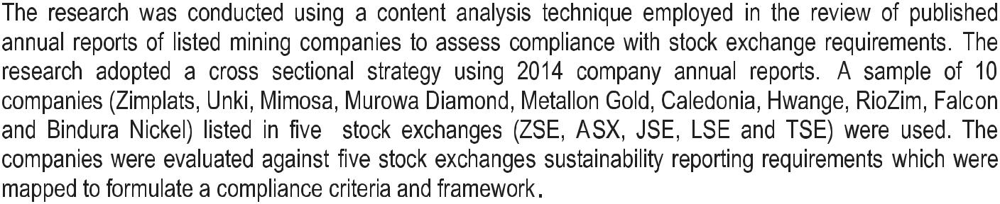 The research was conducted using a content analysis technique employed in the review of published
annual reports of listed mining companies to assess compliance with stock exchange requirements. The
research adopted a cross sectional strategy using 2014 company annual reports. A sample of 10
companies (Zimplats, Unki, Mimosa, Murowa Diamond, Metallon Gold, Caledonia, Hwange, RioZim, Falcon
and Bindura Nickel) listed in five stock exchanges (ZSE, ASX, JSE, LSE and TSE) were used. The
companies were evaluated against five stock exchanges sustainability reporting requirements which were
mapped to formulate a compliance criteria and framework.